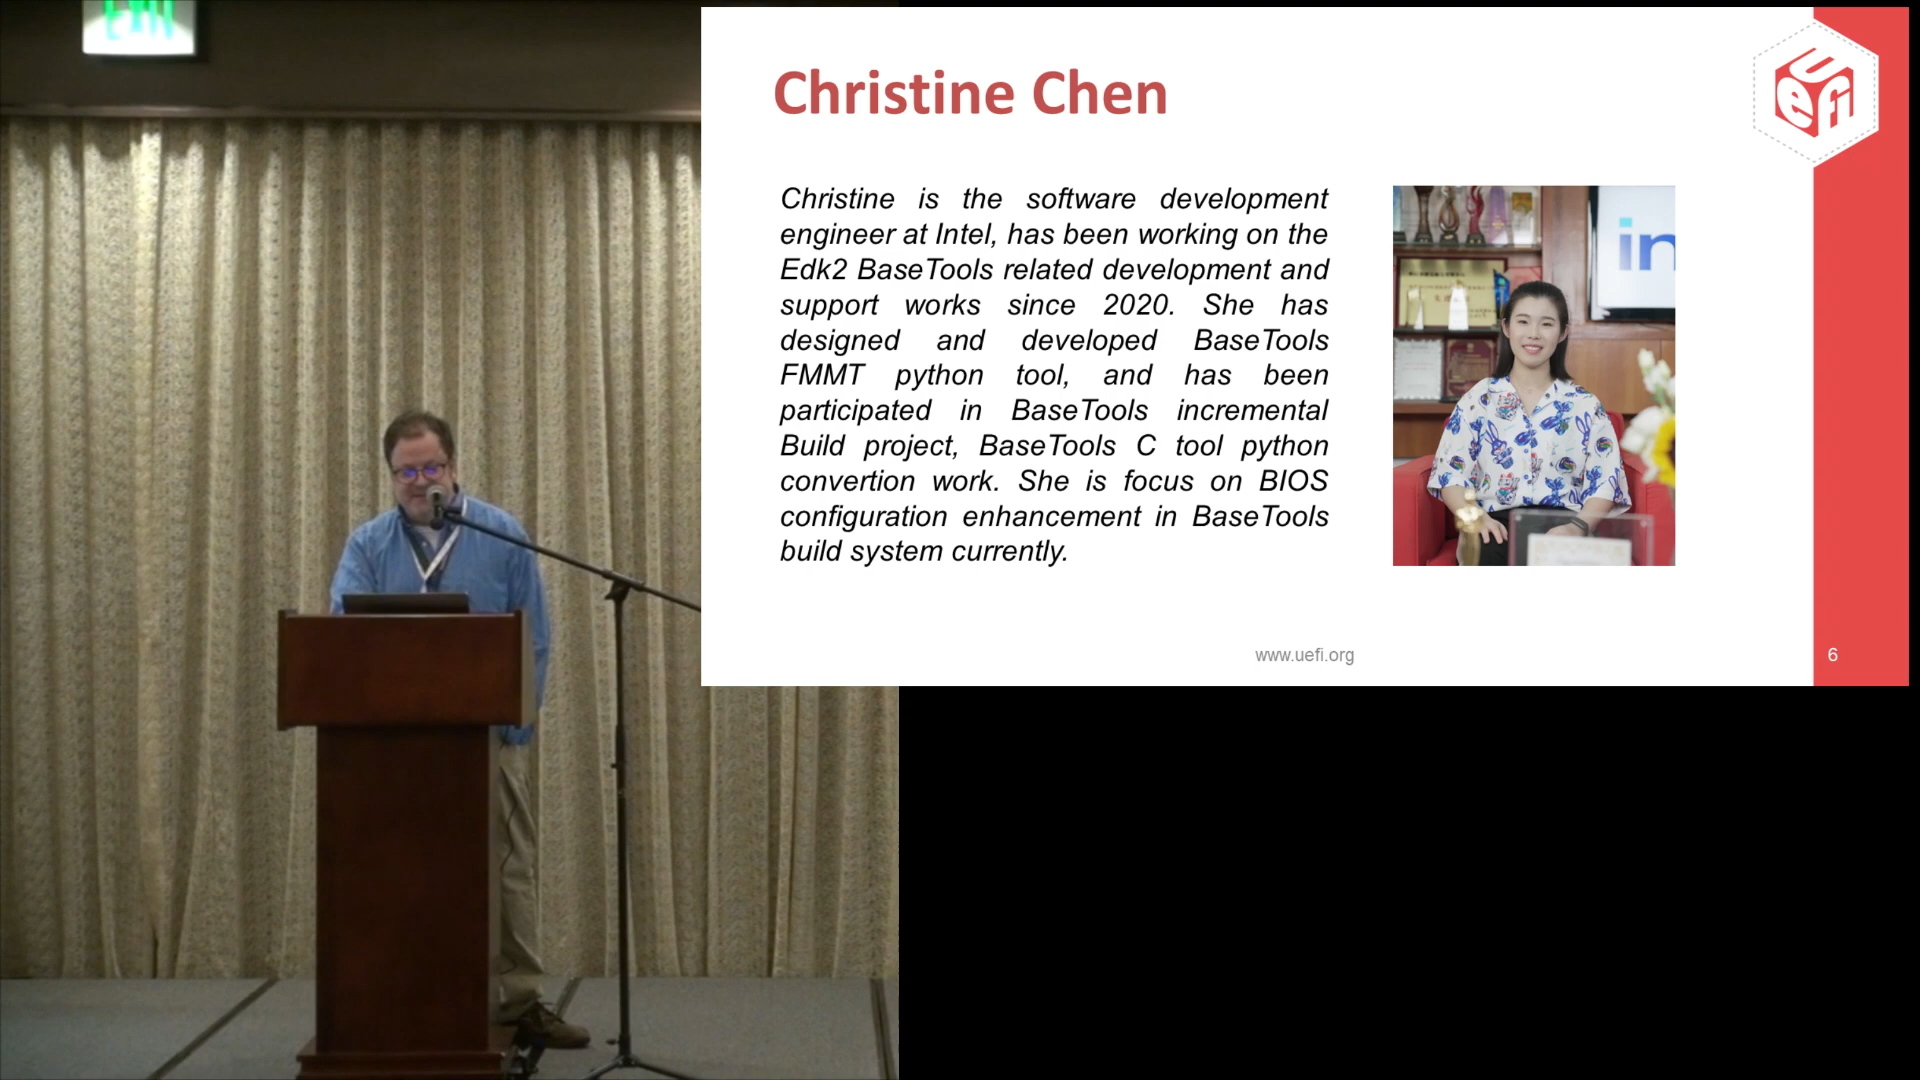 EXIT
Christine Chen
uefi
Christine is the software development
engineer at Intel, has been working on the
Edk2 BaseTools related development and
support works since 2020. She has
designed and developed BaseTools
FMMT python tool, and has been
participated in BaseTools incremental
Build project, BaseTools C tool python
convertion work. She is focus on BIOS
configuration enhancement in BaseTools
build system currently.
in
www.uefi.org
6